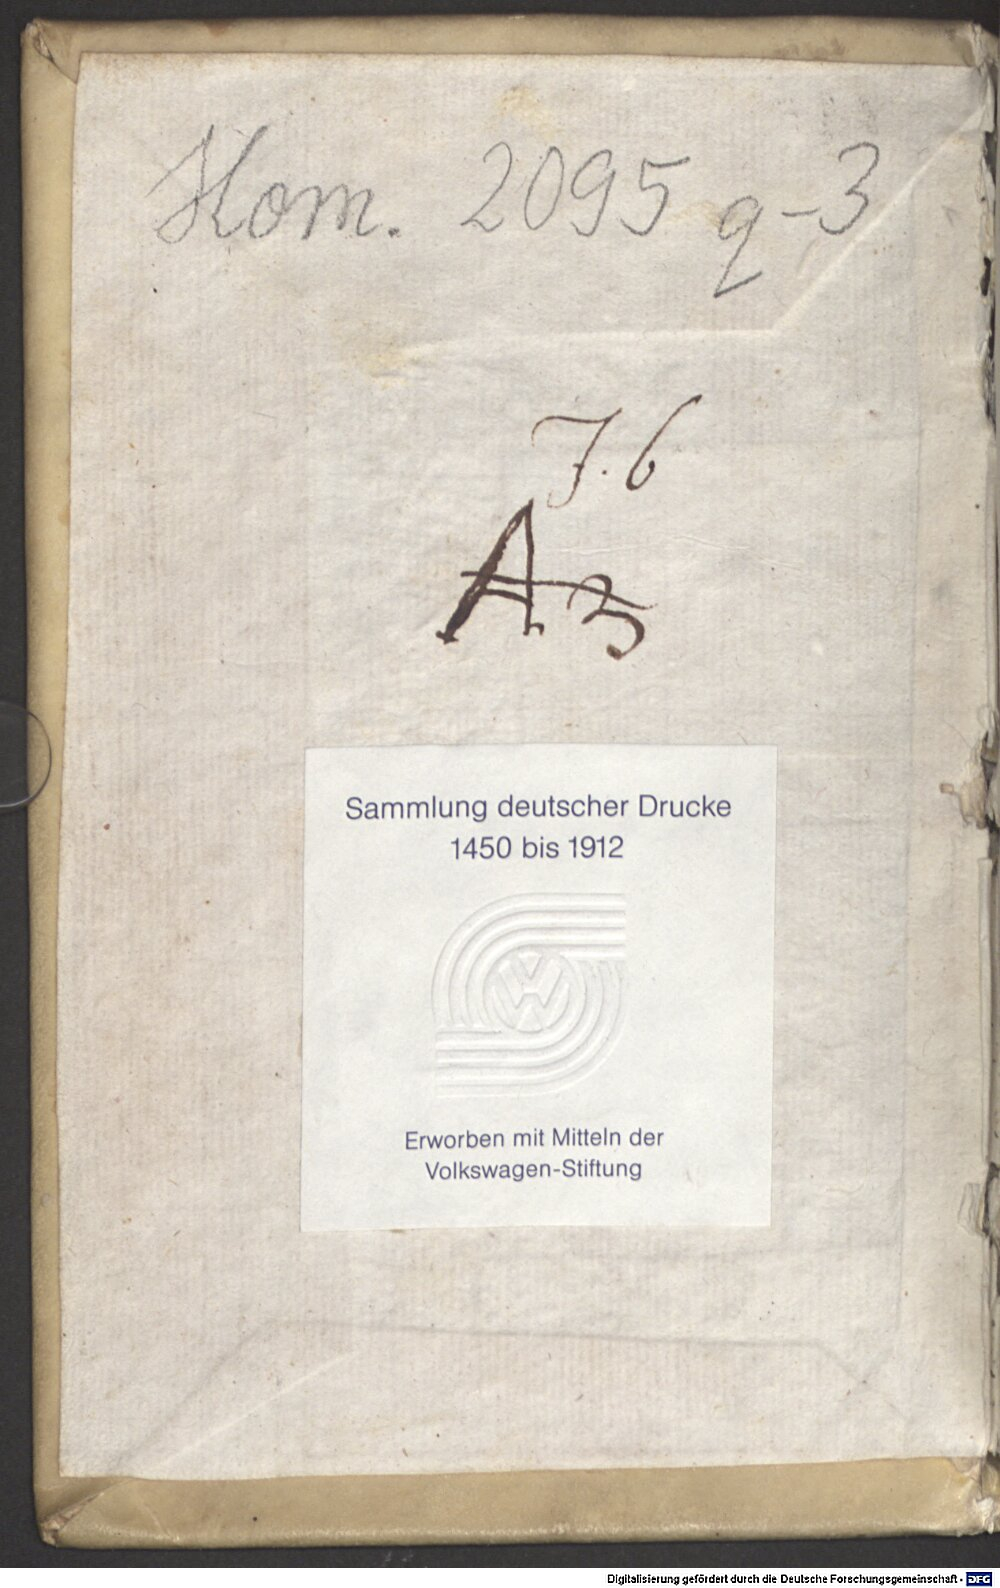 Hom. 2095 q-3
J. 6
A 3
Sammlung deutscher Drucke
1450 bis 1912
Erworben mit Mitteln der
Volkswagen-Stiftung
Digitalisierung gefördert durch die Deutsche Forschungsgemeinschaft - DFG